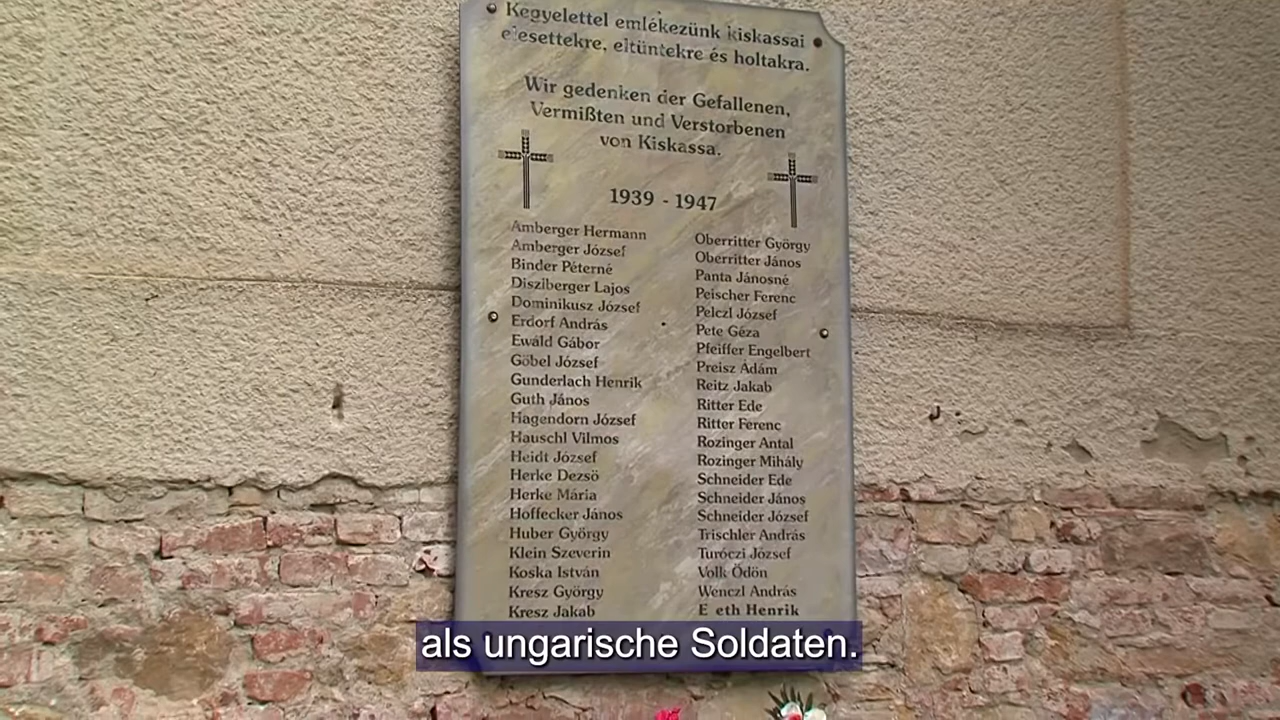 Kegyelettel emlékezünk kiskassai
elesettekre, eltüntekre és holtakra.
Wir gedenken der Gefallenen,
Vermißten und Verstorbenen
von Kiskassa.
1939 - 1947
Amberger Hermann
Amberger József
Binder Péterné
Disziberger Lajos
Dominikusz József
Erdorf András
Ewáld Gábor
Göbel József
Gunderlach Henrik
Guth János
Hagendorn József
Hauschl Vilmos
Heidt József
Herke Dezsö
Herke Mária
Hoffecker János
Huber György
Klein Szeverin
Koska István
Kresz György
Kresz Jakab
Oberritter György
Oberritter János
Panta Jánosné
Peischer Ferenc
Pelczl József
Pete Géza
Pfeiffer Engelbert
Preisz Ádám
Reitz Jakab
Ritter Ede
Ritter Ferenc
Rozinger Antal
Rozinger Mihály
Schneider Ede
Schneider János
Schneider József
Trischler András
Turóczi József
Volk Ödön
Wenczl András
Henrik
als ungarische Soldaten.